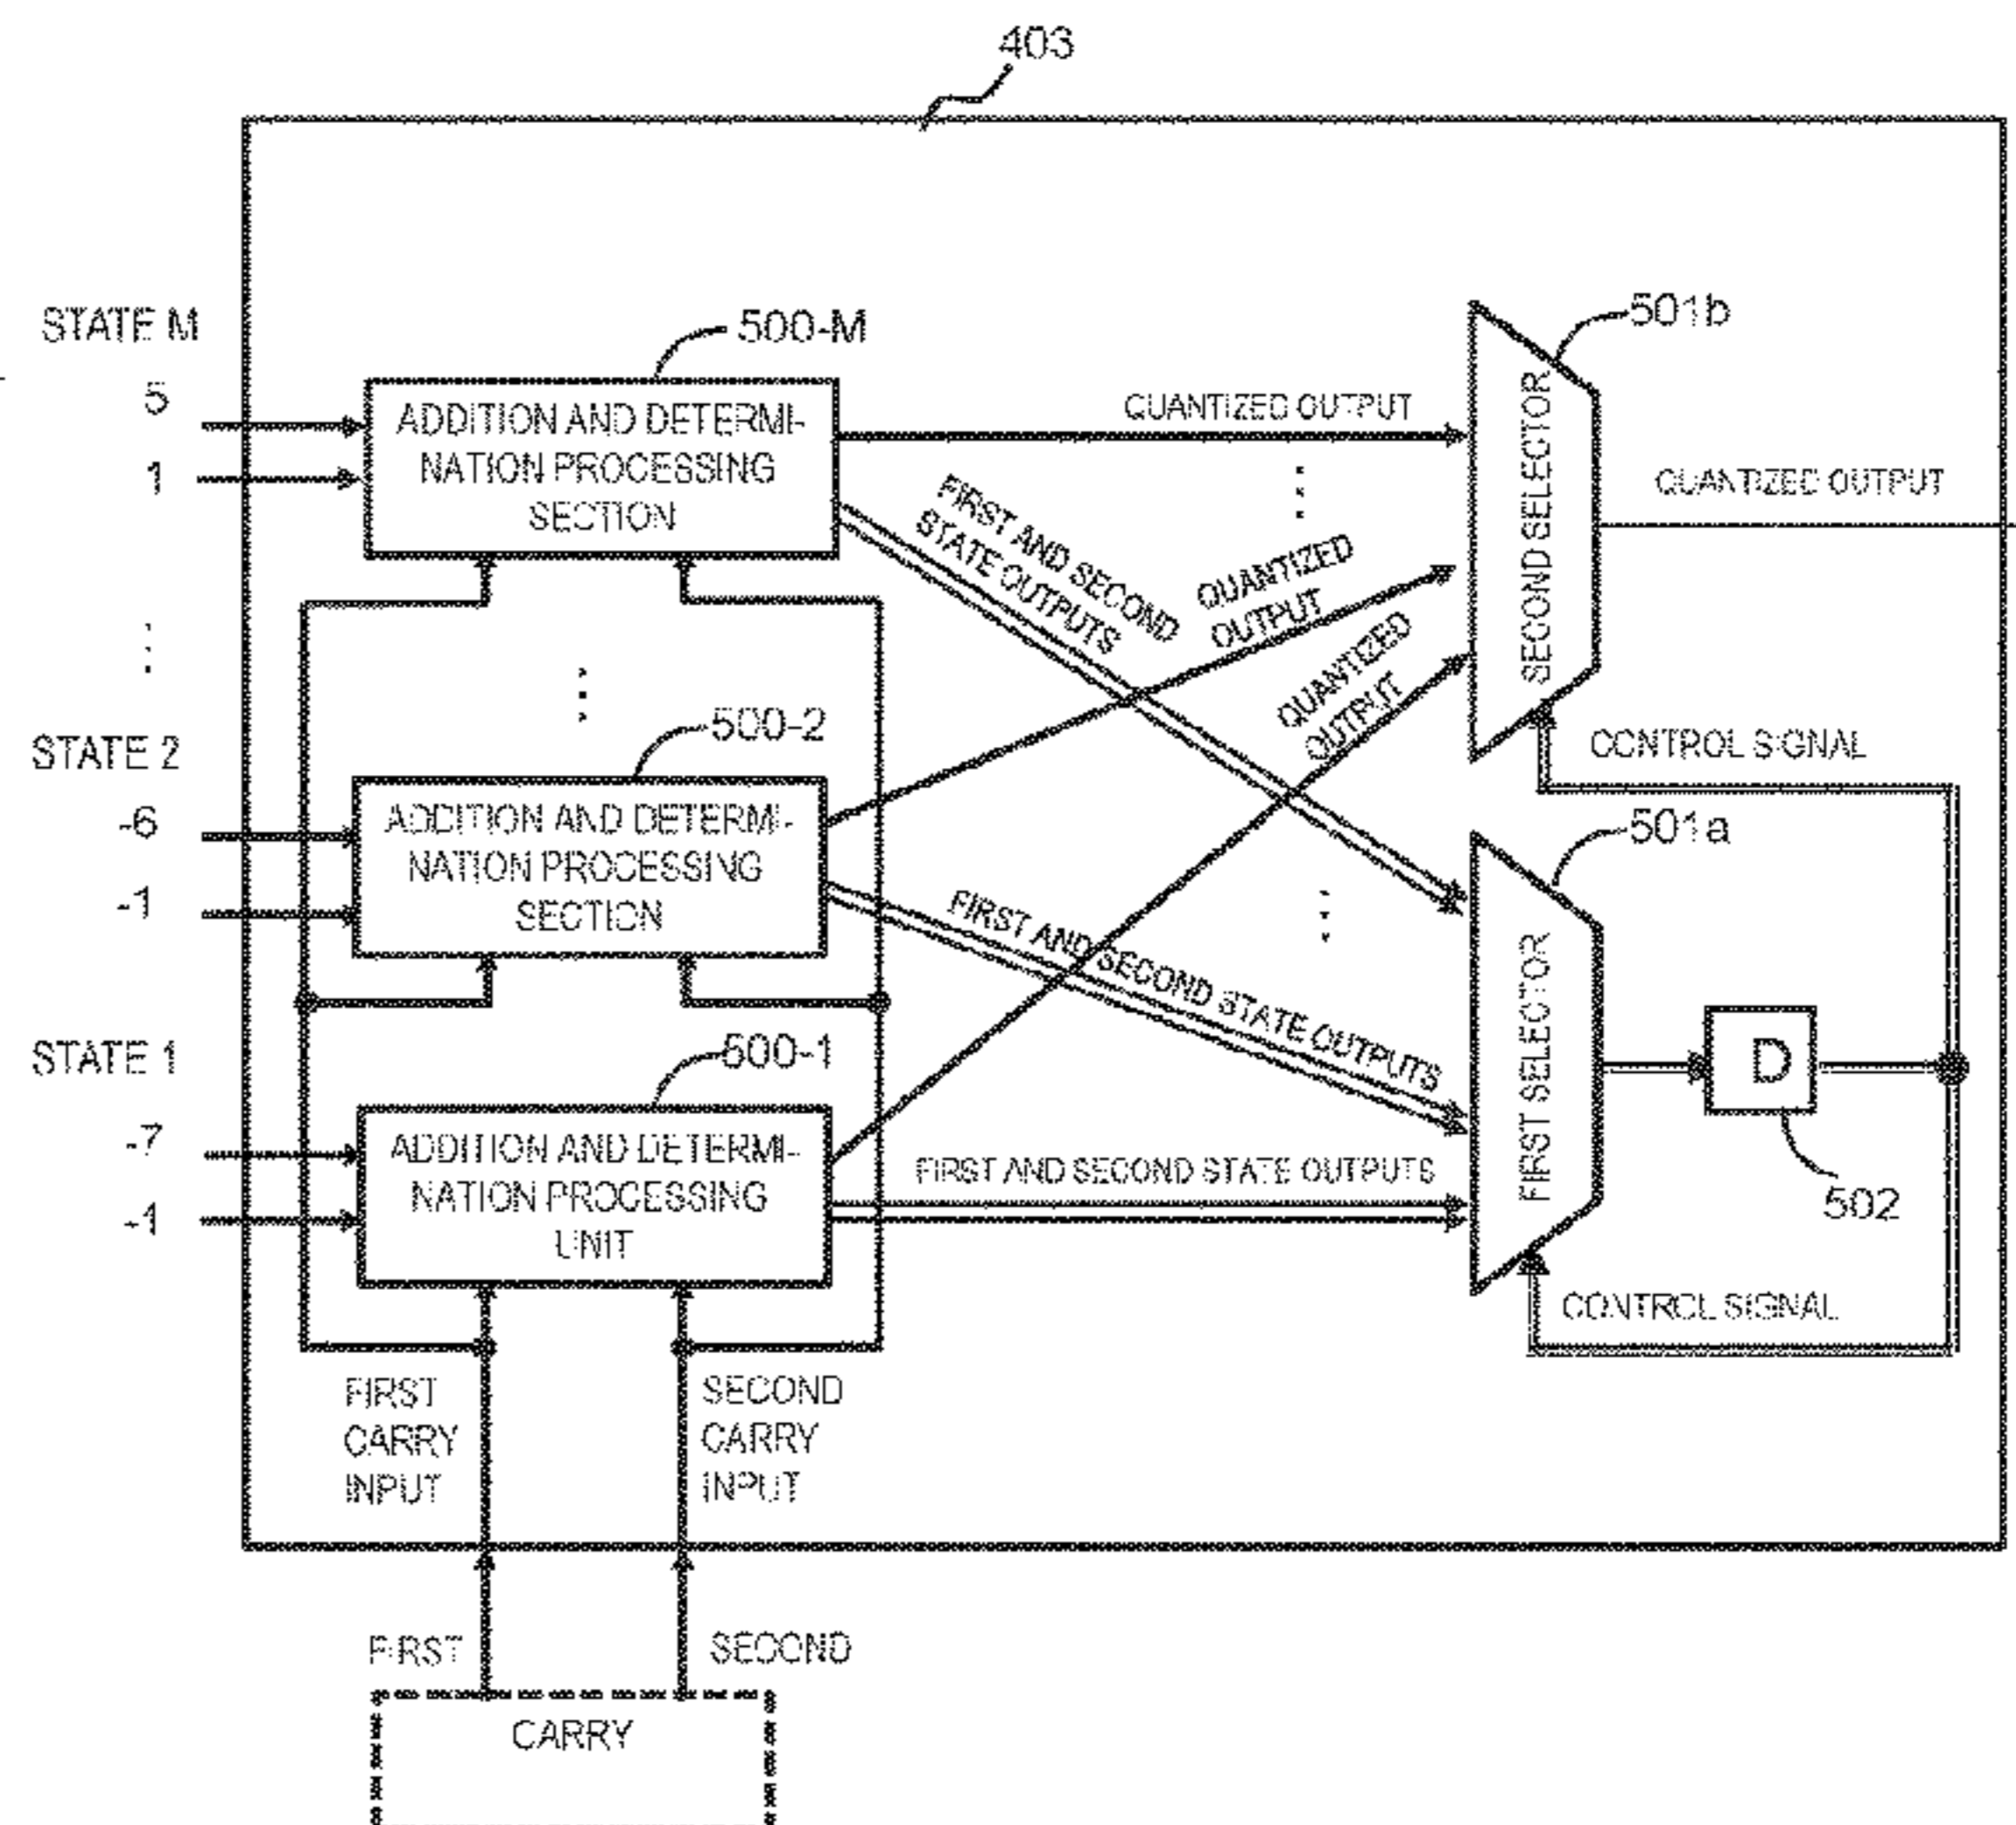 403
STATE M
5
1
500-M
ADDITION AND DETERMI-
NATION PROCESSING
SECTION
QUANTIZED OUTPUT
501b
SECOND SELECTOR
QUANTIZED OUTPUT
FIRST AND SECOND
STATE OUTPUTS
QUANTIZED
OUTPUT
QUANTIZED
OUTPUT
CONTROL SIGNAL
STATE 2
-6
-1
500-2
ADDITION AND DETERMI-
NATION PROCESSING
SECTION
FIRST AND SECOND STATE OUTPUTS
501a
FIRST SELECTOR
D
502
STATE 1
-7
-1
500-1
ADDITION AND DETERMI-
NATION PROCESSING
UNIT
FIRST AND SECOND STATE OUTPUTS
CONTROL SIGNAL
FIRST
CARRY
INPUT
SECOND
CARRY
INPUT
FIRST
SECOND
CARRY